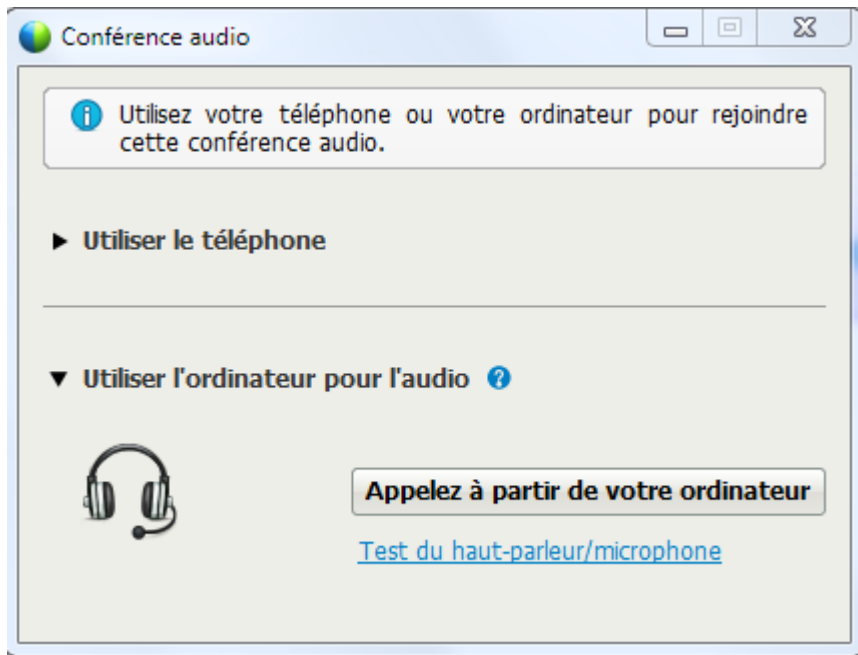 Conférence audio
Utilisez votre téléphone ou votre ordinateur pour rejoindre
cette conférence audio.
Utiliser le téléphone
Utiliser l'ordinateur pour l'audio
Appelez à partir de votre ordinateur
Test du haut-parleur/microphone